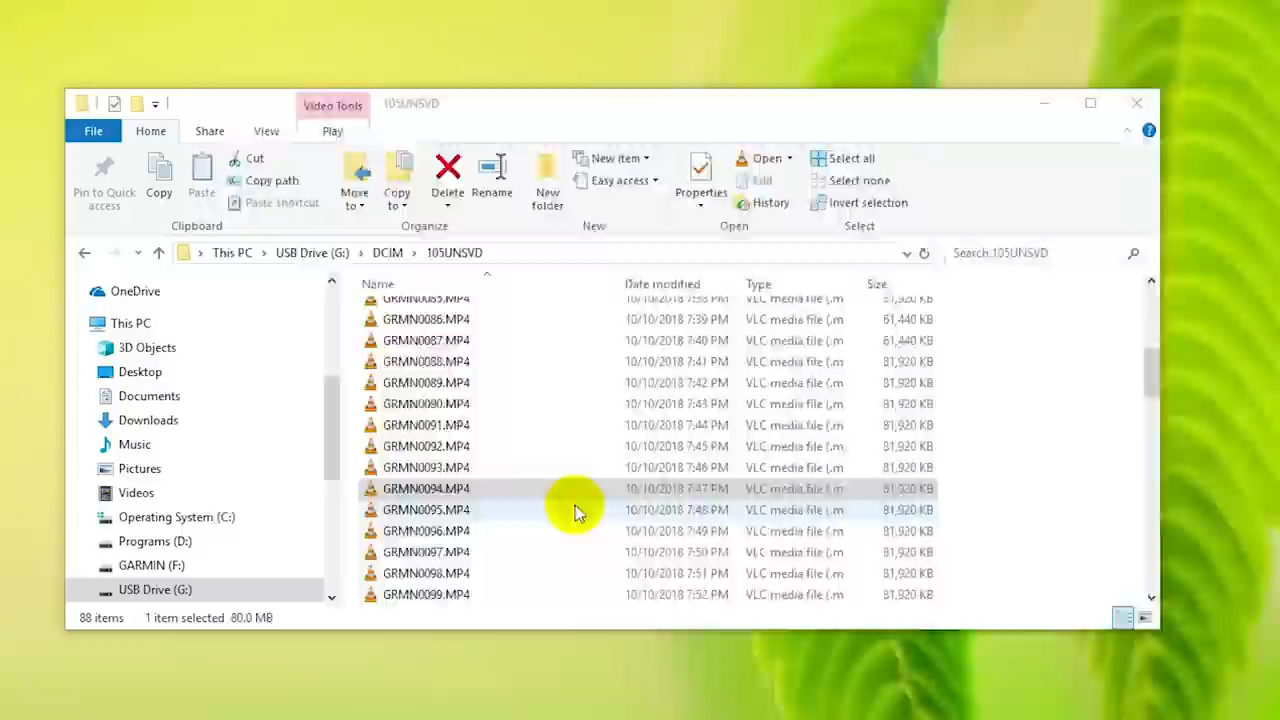 Video Tools 105UNSVD
File Home Share View Play
Pin to Quick access
Copy
Paste
Cut
Copy path
Paste shortcut
Clipboard
Move to
Copy to
Delete
Rename
Organize
New folder
New item
Easy access
New
Properties
Open
Edit
History
Open
Select all
Select none
Invert selection
Select
This PC › USB Drive (G:) › DCIM › 105UNSVD
Search 105UNSVD
OneDrive
This PC
3D Objects
Desktop
Documents
Downloads
Music
Pictures
Videos
Operating System (C:)
Programs (D:)
GARMIN (F:)
USB Drive (G:)
Name Date modified Type Size
GRMN0085.MP4 10/10/2018 7:38 PM VLC media file (.m 81,920 KB
GRMN0086.MP4 10/10/2018 7:39 PM VLC media file (.m 61,440 KB
GRMN0087.MP4 10/10/2018 7:40 PM VLC media file (.m 61,440 KB
GRMN0088.MP4 10/10/2018 7:41 PM VLC media file (.m 81,920 KB
GRMN0089.MP4 10/10/2018 7:42 PM VLC media file (.m 81,920 KB
GRMN0090.MP4 10/10/2018 7:43 PM VLC media file (.m 81,920 KB
GRMN0091.MP4 10/10/2018 7:44 PM VLC media file (.m 81,920 KB
GRMN0092.MP4 10/10/2018 7:45 PM VLC media file (.m 81,920 KB
GRMN0093.MP4 10/10/2018 7:46 PM VLC media file (.m 81,920 KB
GRMN0094.MP4 10/10/2018 7:47 PM VLC media file (.m 81,920 KB
GRMN0095.MP4 10/10/2018 7:48 PM VLC media file (.m 81,920 KB
GRMN0096.MP4 10/10/2018 7:49 PM VLC media file (.m 81,920 KB
GRMN0097.MP4 10/10/2018 7:50 PM VLC media file (.m 81,920 KB
GRMN0098.MP4 10/10/2018 7:51 PM VLC media file (.m 81,920 KB
GRMN0099.MP4 10/10/2018 7:52 PM VLC media file (.m 81,920 KB
88 items 1 item selected 80.0 MB